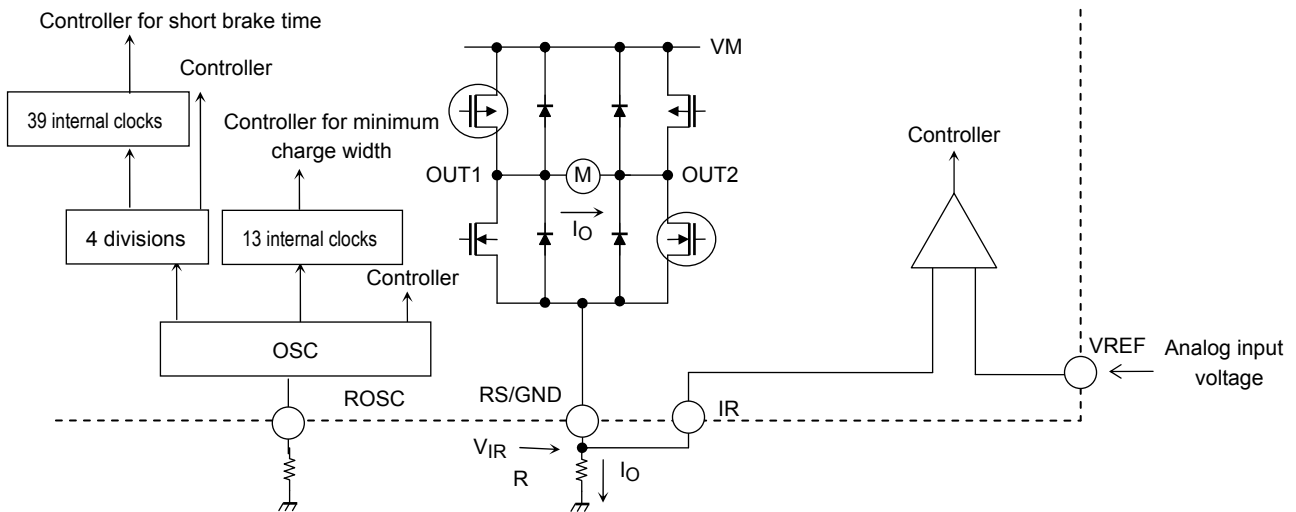 Controller for short brake time
Controller
39 internal clocks
Controller for minimum
charge width
4 divisions
13 internal clocks
Controller
OSC
ROSC
VM
OUT1
M
OUT2
IO
RS/GND
IR
VIR
R
IO
Controller
VREF
Analog input
voltage